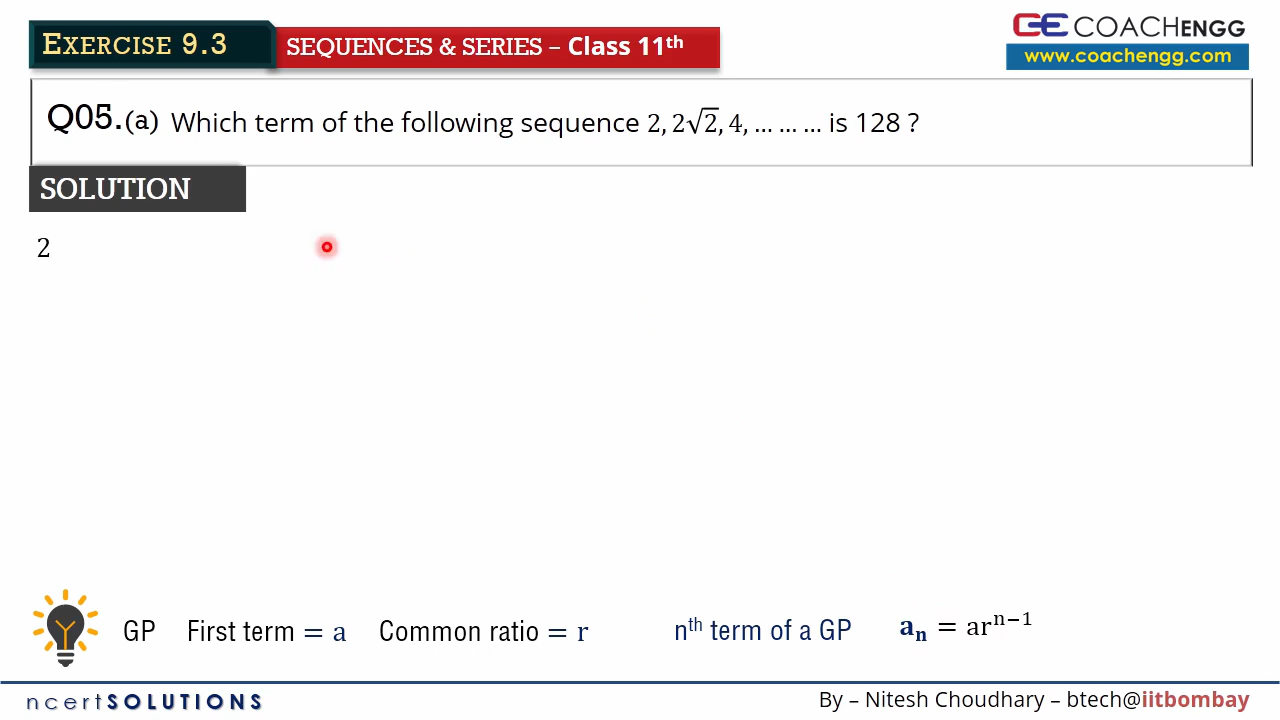 EXERCISE 9.3
SEQUENCES & SERIES – Class 11th
CE COACHENGG
www.coachengg.com
Q05.(a) Which term of the following sequence 2, 2√2, 4, … … … is 128 ?
SOLUTION
2
GP First term = a Common ratio = r nth term of a GP aₙ = arⁿ⁻¹
ncertSOLUTIONS
By – Nitesh Choudhary – btech@iitbombay